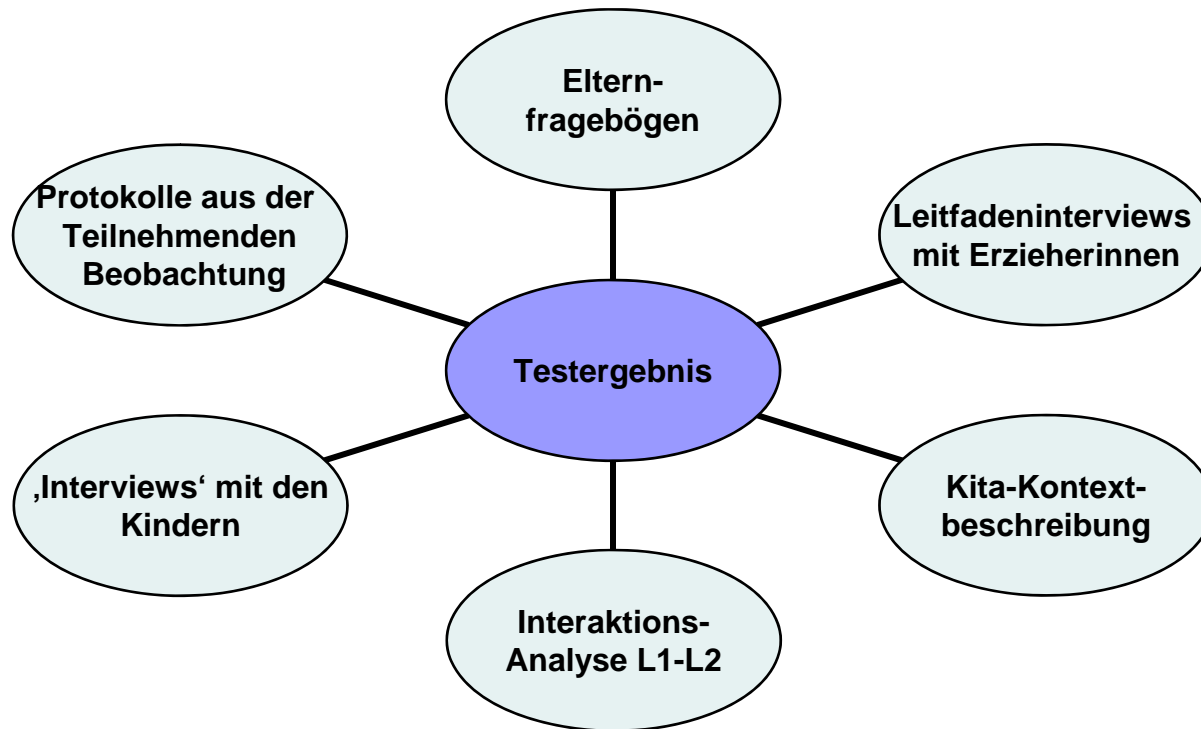 Eltern-
fragebögen
Protokolle aus der
Teilnehmenden
Beobachtung
Leitfadeninterviews
mit Erzieherinnen
Testergebnis
‚Interviews‘ mit den
Kindern
Kita-Kontext-
beschreibung
Interaktions-
Analyse L1-L2